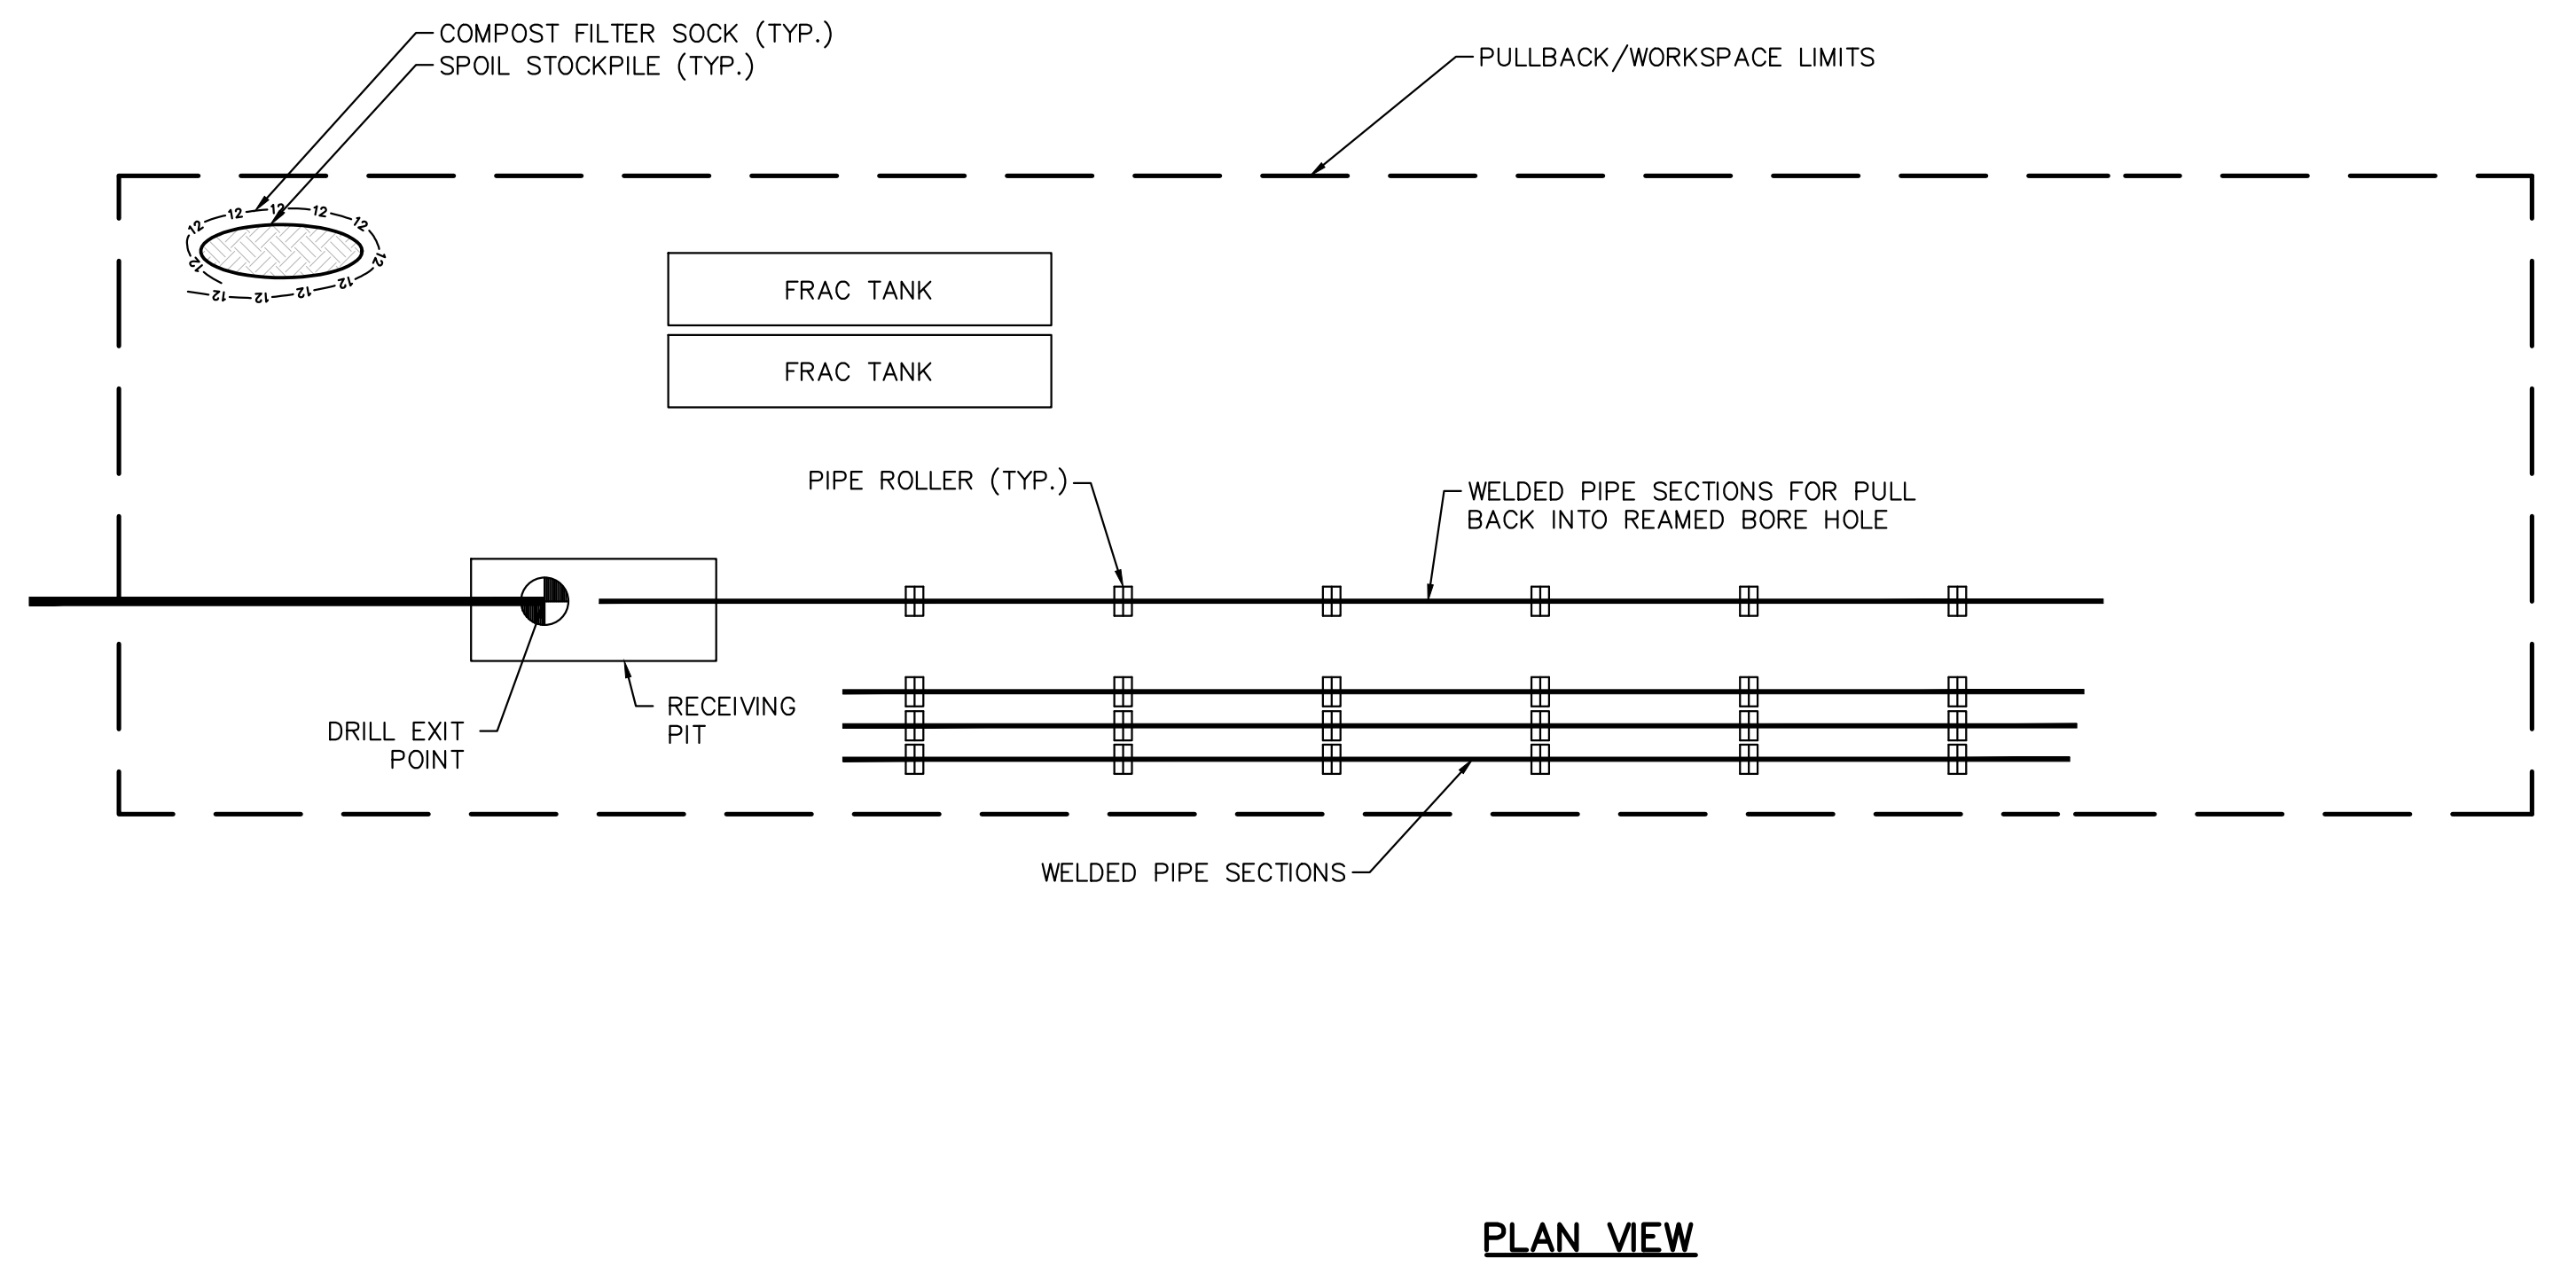 COMPOST FILTER SOCK (TYP.)
SPOIL STOCKPILE (TYP.)
PULLBACK/WORKSPACE LIMITS
12
12
12
12
12
12
12
12
12
12
12
FRAC TANK
FRAC TANK
PIPE ROLLER (TYP.)
WELDED PIPE SECTIONS FOR PULL
BACK INTO REAMED BORE HOLE
RECEIVING
PIT
DRILL EXIT
POINT
WELDED PIPE SECTIONS
PLAN VIEW